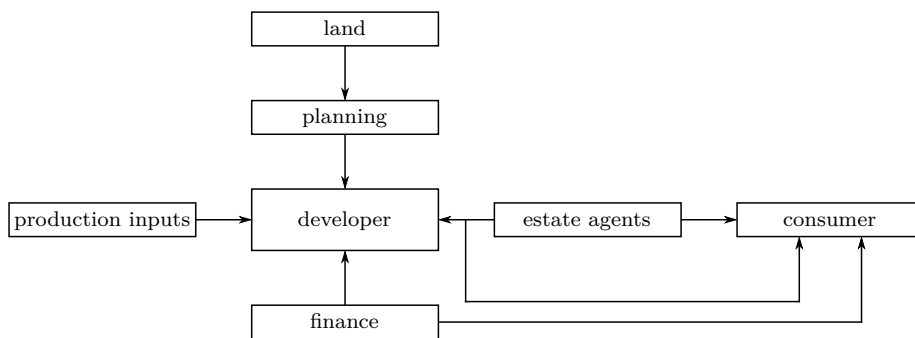 land
planning
production inputs
developer
estate agents
consumer
finance